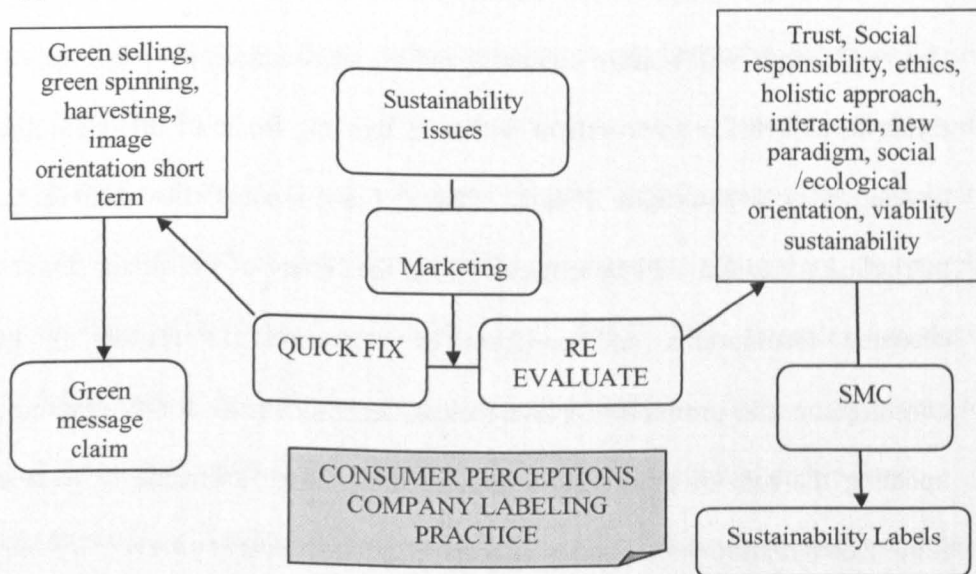 Green selling,
green spinning,
harvesting,
image
orientation short
term
Sustainability
issues
Trust, Social
responsibility, ethics,
holistic approach,
interaction, new
paradigm, social
/ecological
orientation, viability
sustainability
Marketing
QUICK FIX
RE
EVALUATE
Green
message
claim
SMC
CONSUMER PERCEPTIONS
COMPANY LABELING
PRACTICE
Sustainability Labels